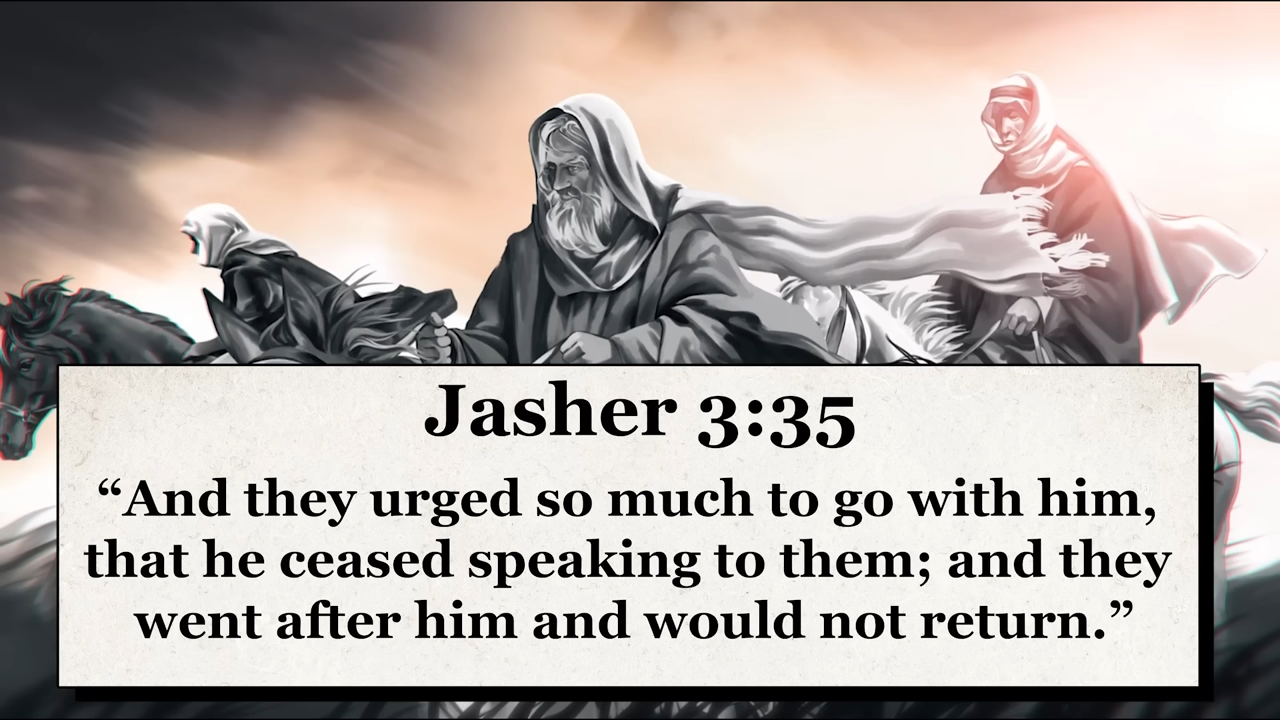 Jasher 3:35
“And they urged so much to go with him,
that he ceased speaking to them; and they
went after him and would not return.”